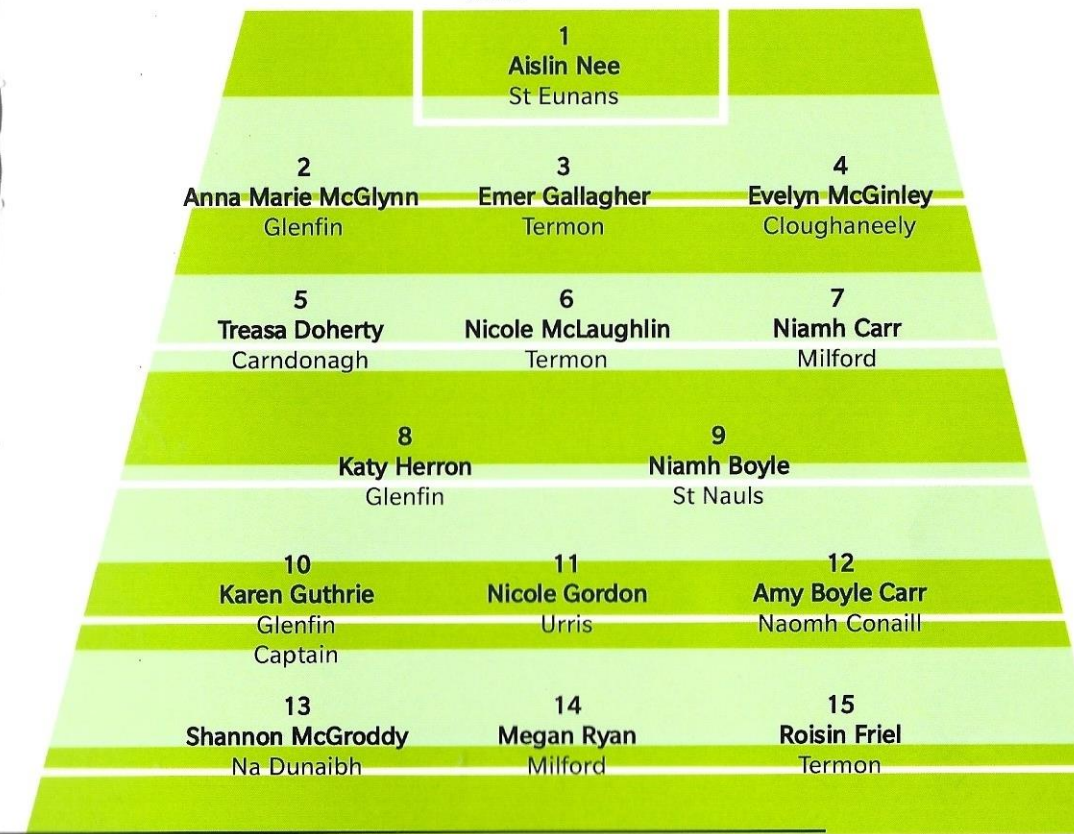 1
Aislin Nee
St Eunans
2
Anna Marie McGlynn
Glenfin
3
Emer Gallagher
Termon
4
Evelyn McGinley
Cloughaneely
5
Treasa Doherty
Carndonagh
6
Nicole McLaughlin
Termon
7
Niamh Carr
Milford
8
Katy Herron
Glenfin
9
Niamh Boyle
St Nauls
10
Karen Guthrie
Glenfin
Captain
11
Nicole Gordon
Urris
12
Amy Boyle Carr
Naomh Conaill
13
Shannon McGroddy
Na Dunaibh
14
Megan Ryan
Milford
15
Roisin Friel
Termon